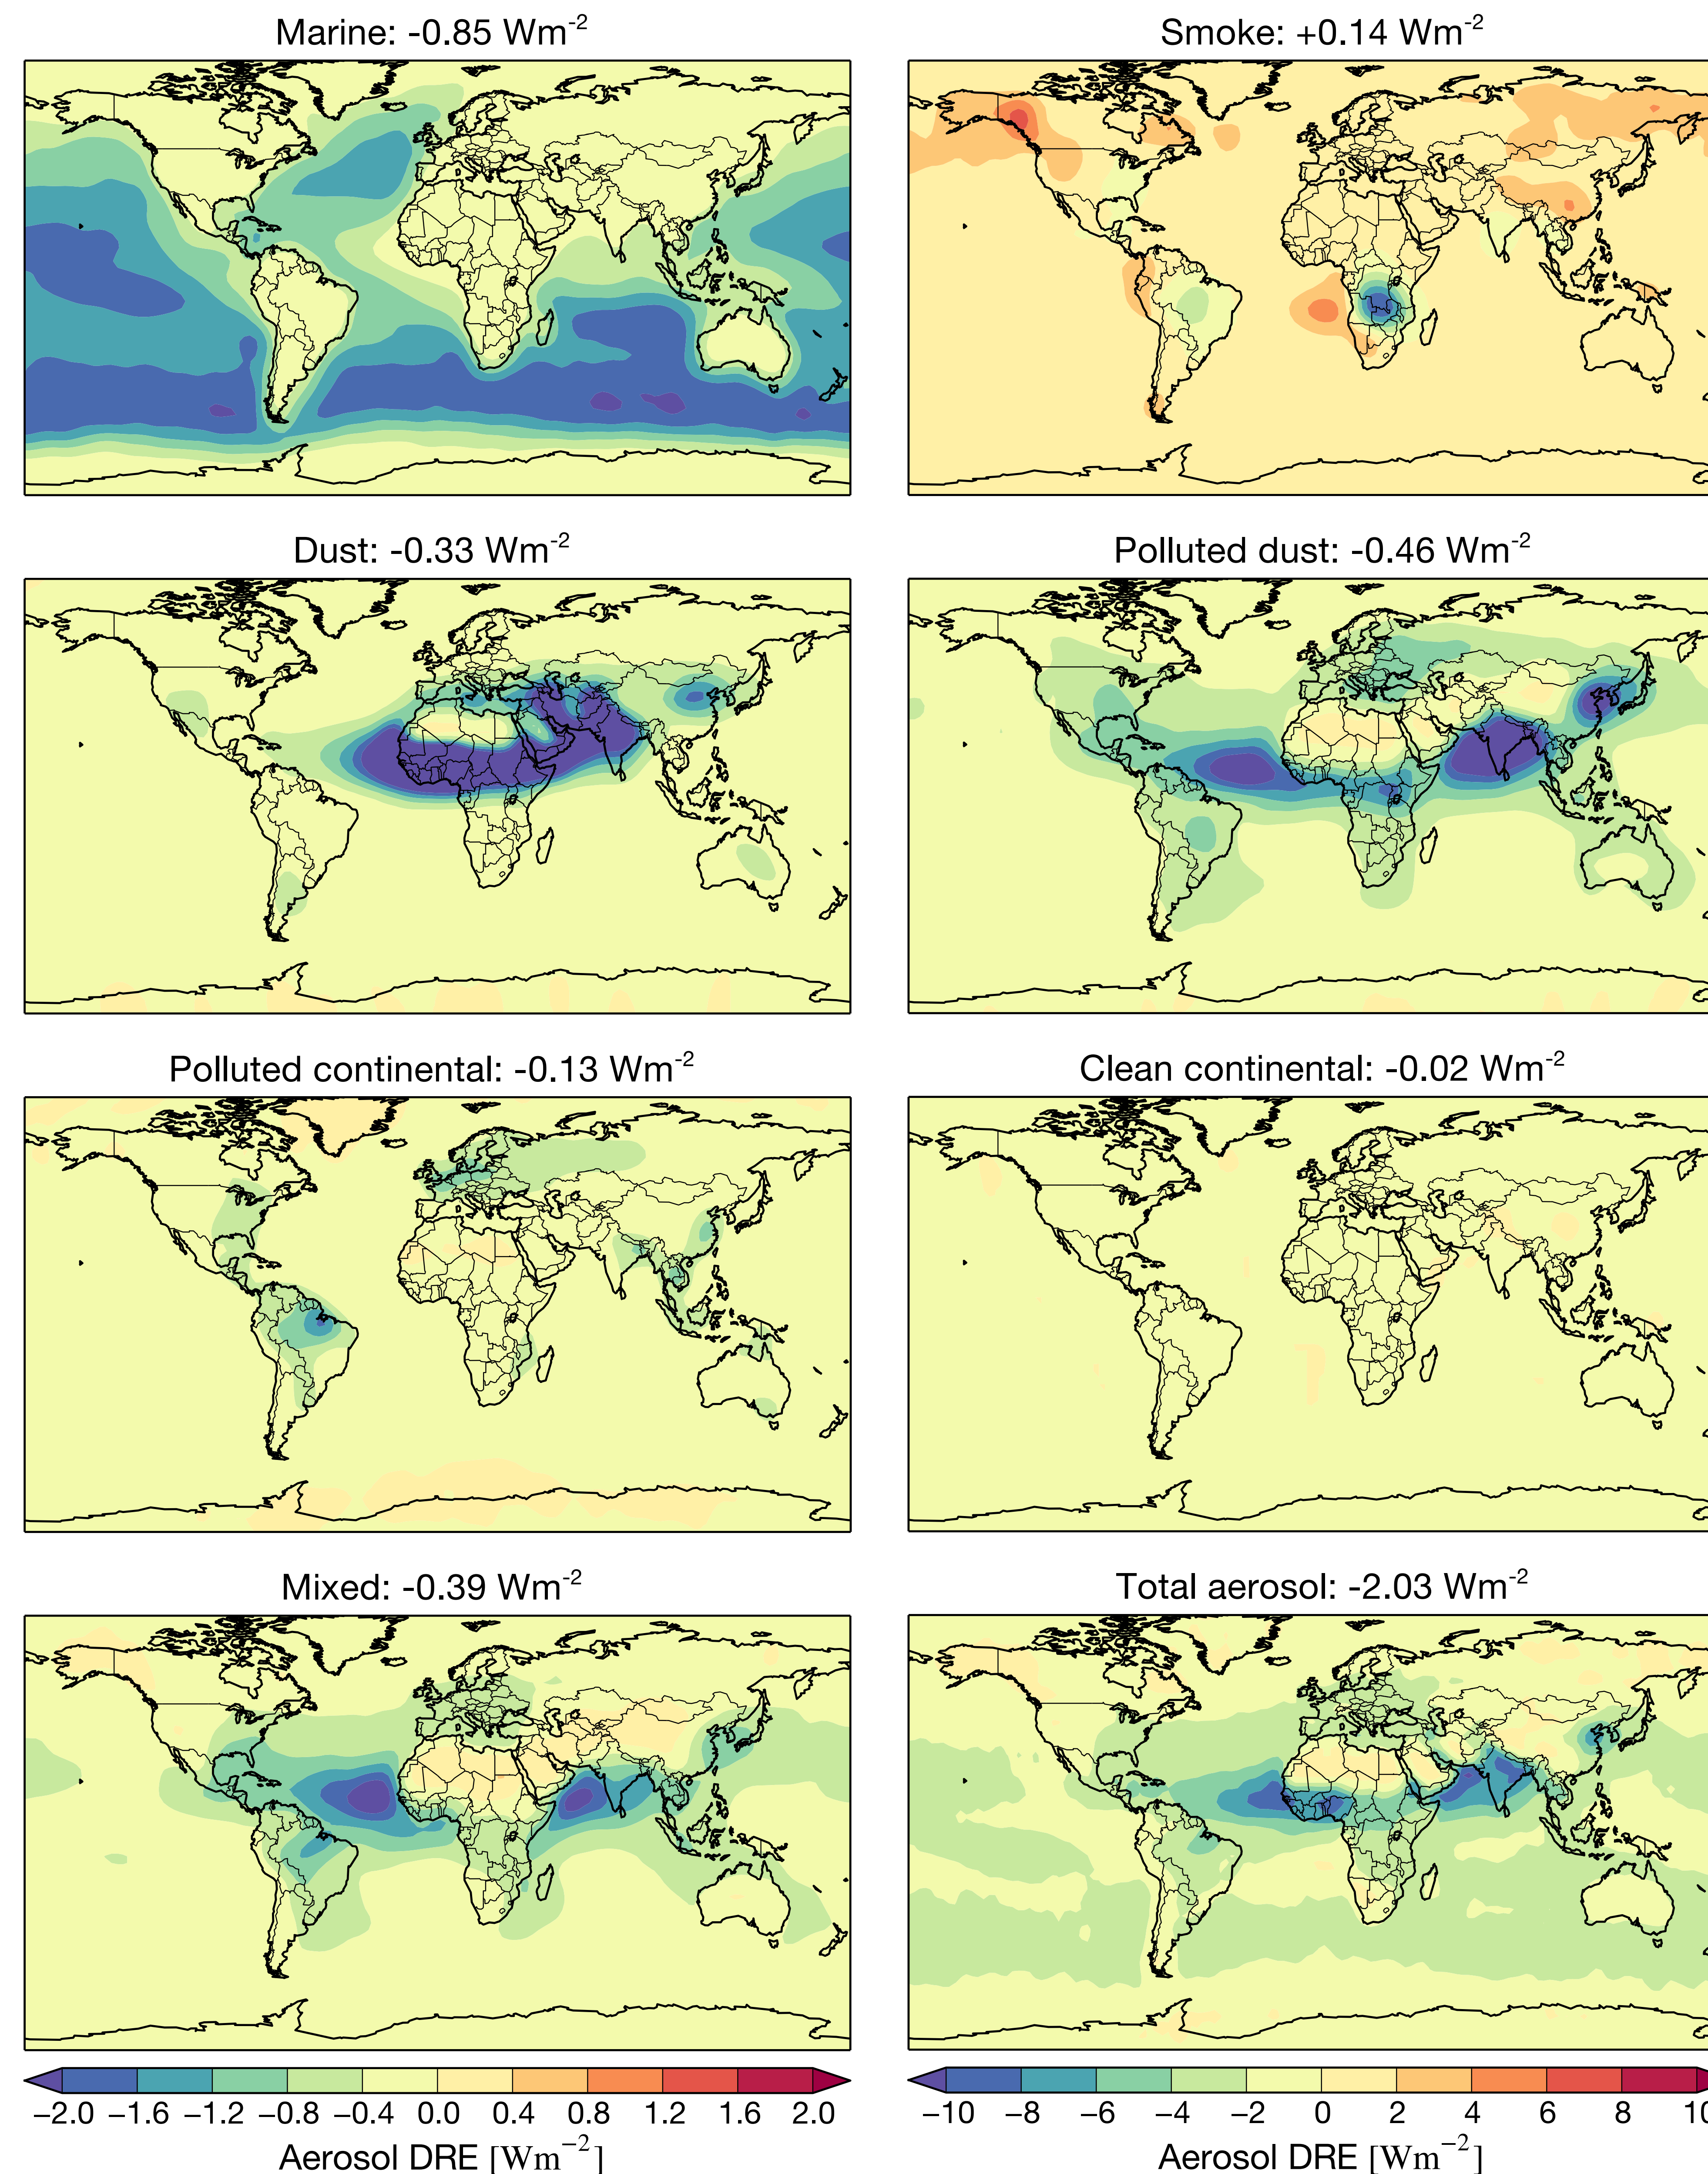 Marine: -0.85 Wm⁻²
Smoke: +0.14 Wm⁻²
Dust: -0.33 Wm⁻²
Polluted dust: -0.46 Wm⁻²
Polluted continental: -0.13 Wm⁻²
Clean continental: -0.02 Wm⁻²
Mixed: -0.39 Wm⁻²
Total aerosol: -2.03 Wm⁻²
−2.0 −1.6 −1.2 −0.8 −0.4 0.0 0.4 0.8 1.2 1.6 2.0
Aerosol DRE [Wm⁻²]
−10 −8 −6 −4 −2 0 2 4 6 8
Aerosol DRE [Wm⁻²]